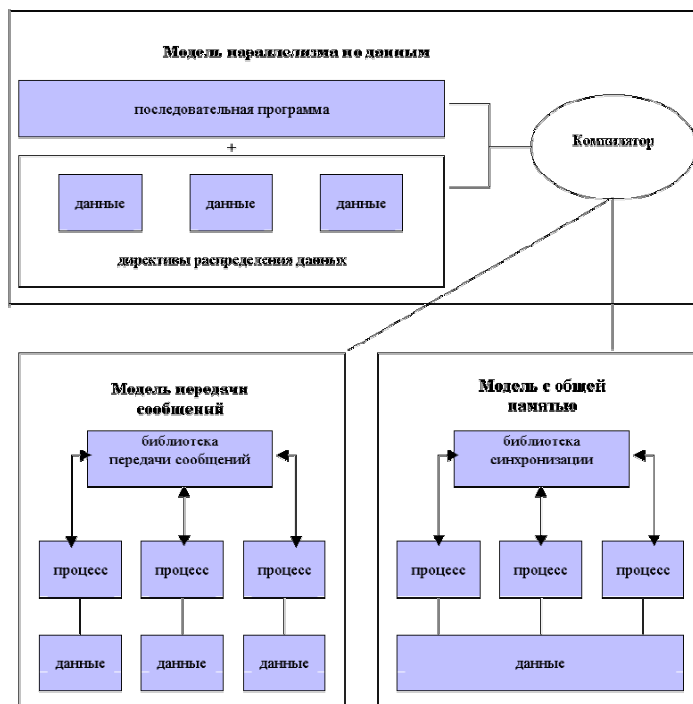 Модель параллелизма по данным
последовательная программа
+
данные данные данные
директивы распределения данных
Компилятор
Модель передачи
сообщений
библиотека
передачи сообщений
процесс процесс процесс
данные данные данные
Модель с общей
памятью
библиотека
синхронизации
процесс процесс процесс
данные